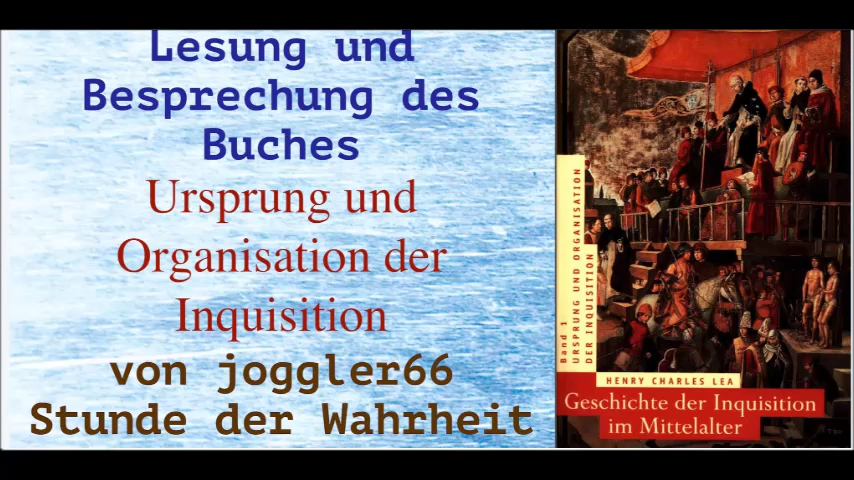 Lesung und
Besprechung des
Buches
Ursprung und
Organisation der
Inquisition
von joggler66
Stunde der Wahrheit
Band 1
URSPRUNG UND ORGANISATION
DER INQUISITION
HENRY CHARLES LEA
Geschichte der Inquisition
im Mittelalter